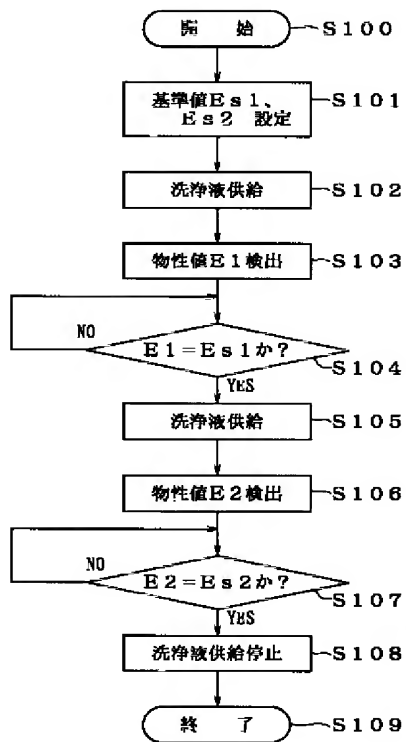 開 始
S100
基準値Es1、
Es2 設定
S101
洗浄液供給
S102
物性値E1検出
S103
NO
E1=Es1か?
S104
YES
洗浄液供給
S105
物性値E2検出
S106
NO
E2=Es2か?
S107
YES
洗浄液供給停止
S108
終 了
S109